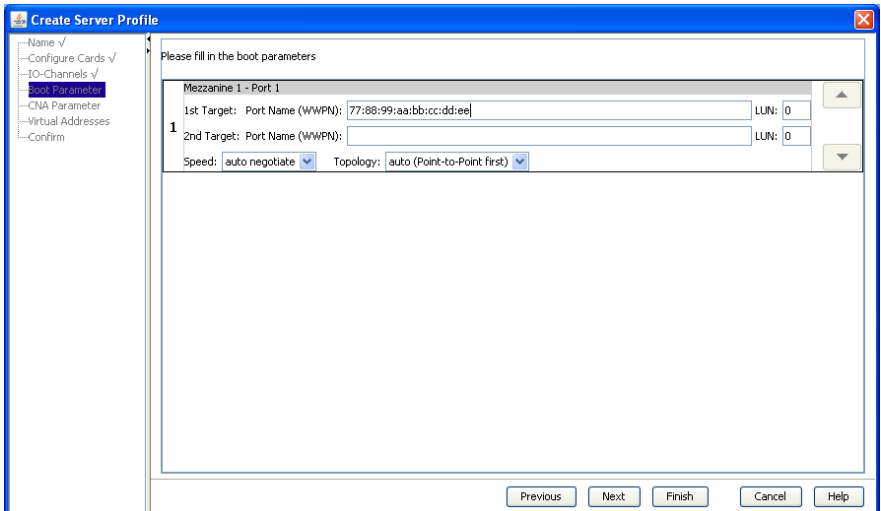 Create Server Profile
Name √
Configure Cards √
IO-Channels √
Boot Parameter
CNA Parameter
Virtual Addresses
Confirm
Please fill in the boot parameters
Mezzanine 1 - Port 1
1
1st Target: Port Name (WWPN): 77:88:99:aa:bb:cc:dd:ee LUN: 0
2nd Target: Port Name (WWPN): LUN: 0
Speed: auto negotiate Topology: auto (Point-to-Point first)
Previous Next Finish Cancel Help